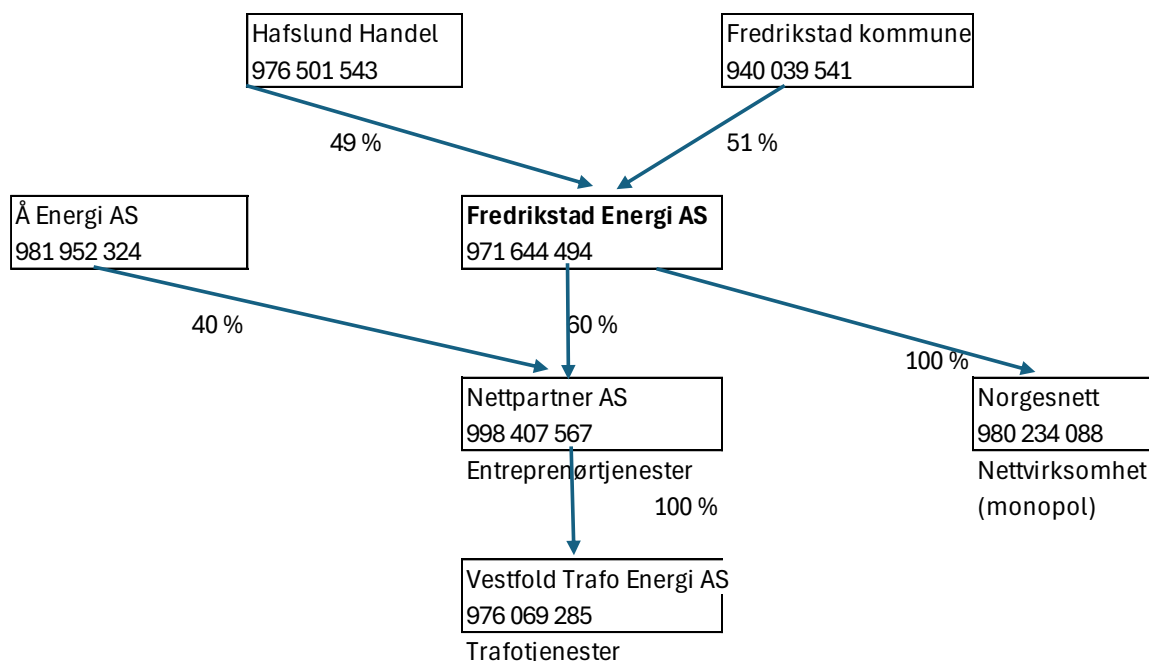 Hafslund Handel
976 501 543
Fredrikstad kommune
940 039 541
49 %
51 %
Å Energi AS
981 952 324
Fredrikstad Energi AS
971 644 494
40 %
60 %
100 %
Nettpartner AS
998 407 567
Entreprenørtjenester
Norgesnett
980 234 088
Nettvirksomhet
(monopol)
100 %
Vestfold Trafo Energi AS
976 069 285
Trafotjenester